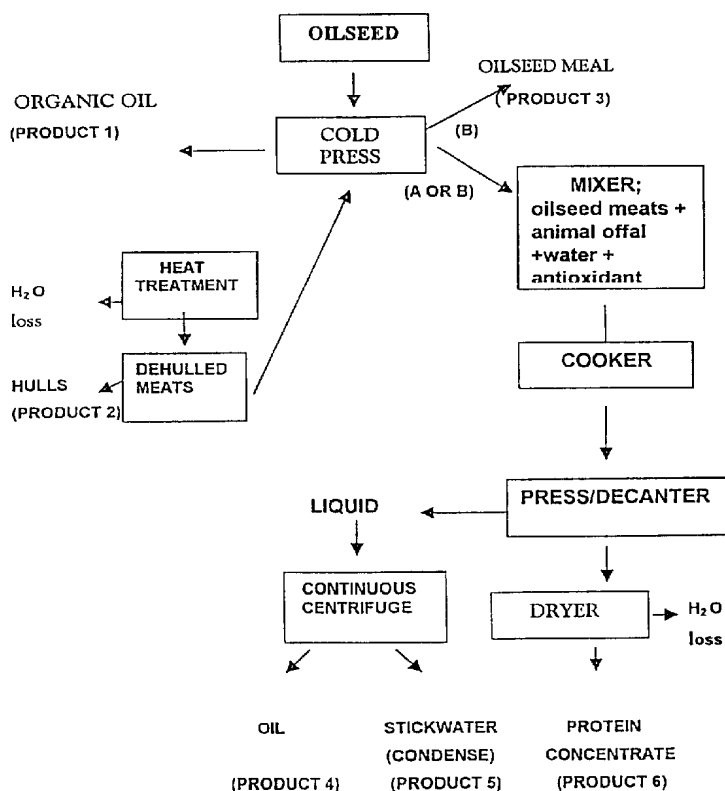 OILSEED
OILSEED MEAL
( PRODUCT 3)
ORGANIC OIL
(PRODUCT 1)
COLD
PRESS
(B)
(A OR B)
MIXER;
oilseed meats +
animal offal
+water +
antioxidant
HEAT
TREATMENT
H₂O
loss
DEHULLED
MEATS
HULLS
(PRODUCT 2)
COOKER
PRESS/DECANTER
LIQUID
CONTINUOUS
CENTRIFUGE
DRYER
H₂O
loss
OIL
(PRODUCT 4)
STICKWATER
(CONDENSE)
(PRODUCT 5)
PROTEIN
CONCENTRATE
(PRODUCT 6)